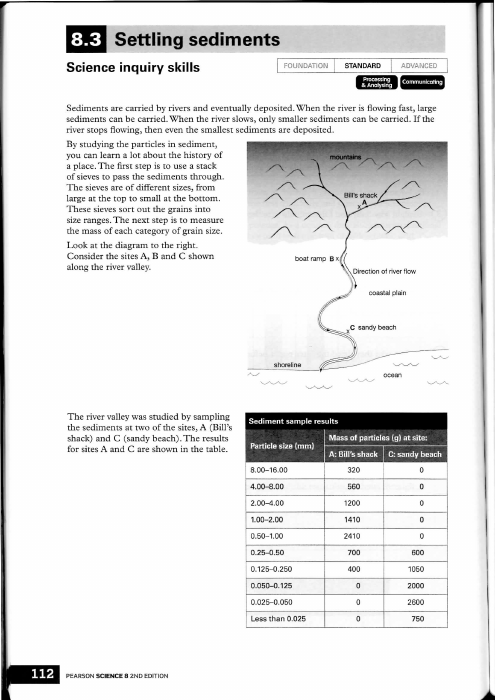 8.3 Settling sediments
Science inquiry skills
FOUNDATION STANDARD ADVANCED
Processing & Analysing Communicating
Sediments are carried by rivers and eventually deposited. When the river is flowing fast, large
sediments can be carried. When the river slows, only smaller sediments can be carried. If the
river stops flowing, then even the smallest sediments are deposited.
By studying the particles in sediment,
you can learn a lot about the history of
a place. The first step is to use a stack
of sieves to pass the sediments through.
The sieves are of different sizes, from
large at the top to small at the bottom.
These sieves sort out the grains into
size ranges. The next step is to measure
the mass of each category of grain size.
Look at the diagram to the right.
Consider the sites A, B and C shown
along the river valley.
mountains
Bill's shack
x A
boat ramp B x
Direction of river flow
coastal plain
x C sandy beach
shoreline
ocean
The river valley was studied by sampling
the sediments at two of the sites, A (Bill's
shack) and C (sandy beach). The results
for sites A and C are shown in the table.
Sediment sample results
Particle size (mm) Mass of particles (g) at site:
A: Bill's shack C: sandy beach
8.00–16.00 320 0
4.00–8.00 560 0
2.00–4.00 1200 0
1.00–2.00 1410 0
0.50–1.00 2410 0
0.25–0.50 700 600
0.125–0.250 400 1050
0.050–0.125 0 2000
0.025–0.050 0 2600
Less than 0.025 0 750
112 PEARSON SCIENCE 8 2ND EDITION